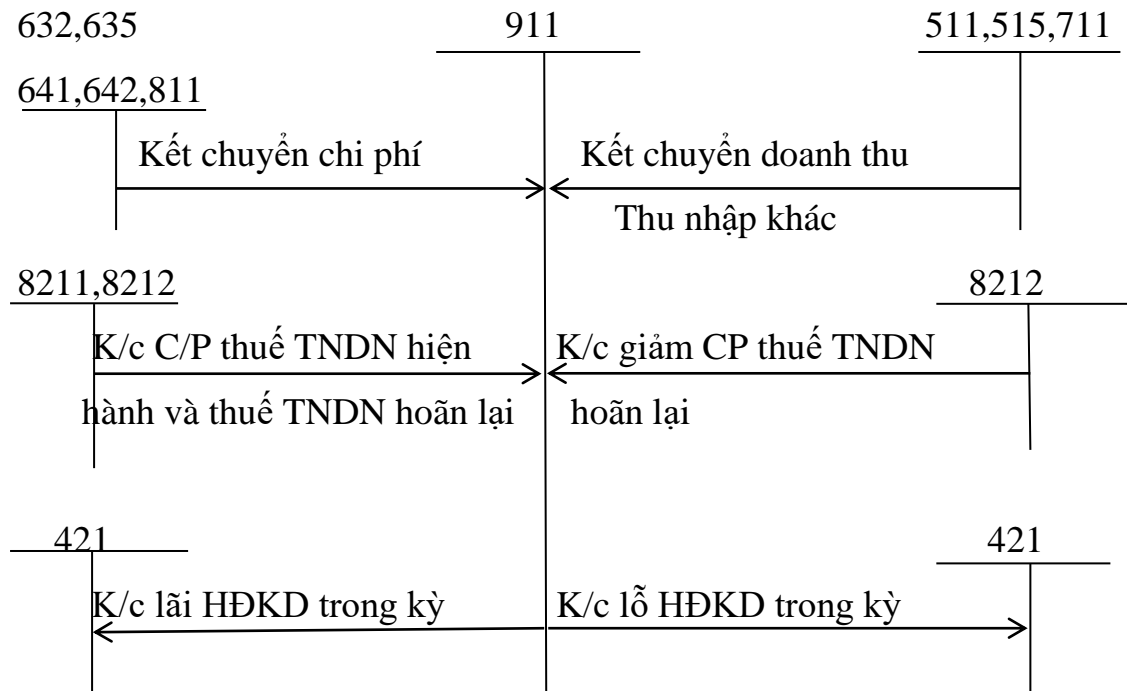 632,635 911 511,515,711
641,642,811
Kết chuyển chi phí Kết chuyển doanh thu
Thu nhập khác
8211,8212 8212
K/c C/P thuế TNDN hiện K/c giảm CP thuế TNDN
hành và thuế TNDN hoãn lại hoãn lại
421 421
K/c lãi HĐKD trong kỳ K/c lỗ HĐKD trong kỳ